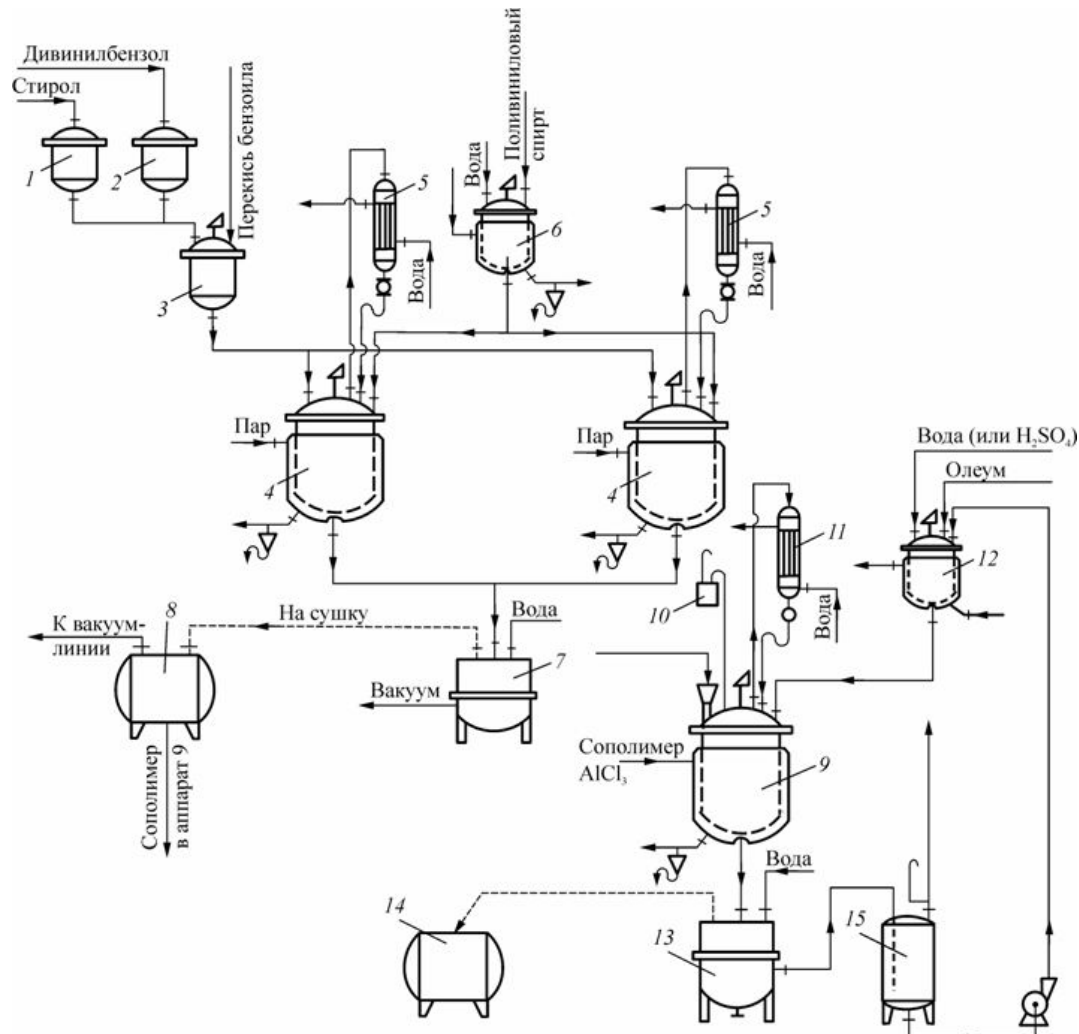 Дивинилбензол
Стирол
Перекись бензоила
Вода
Поливиниловый
спирт
1
2
3
5
Вода
6
5
Вода
Пар
4
Пар
4
Вода (или H₂SO₄)
Олеум
11
12
10
Вода
К вакуум-
линии
8
На сушку
Вода
7
Вакуум
Сополимер
в аппарат 9
Сополимер
AlCl₃
9
Вода
14
13
15